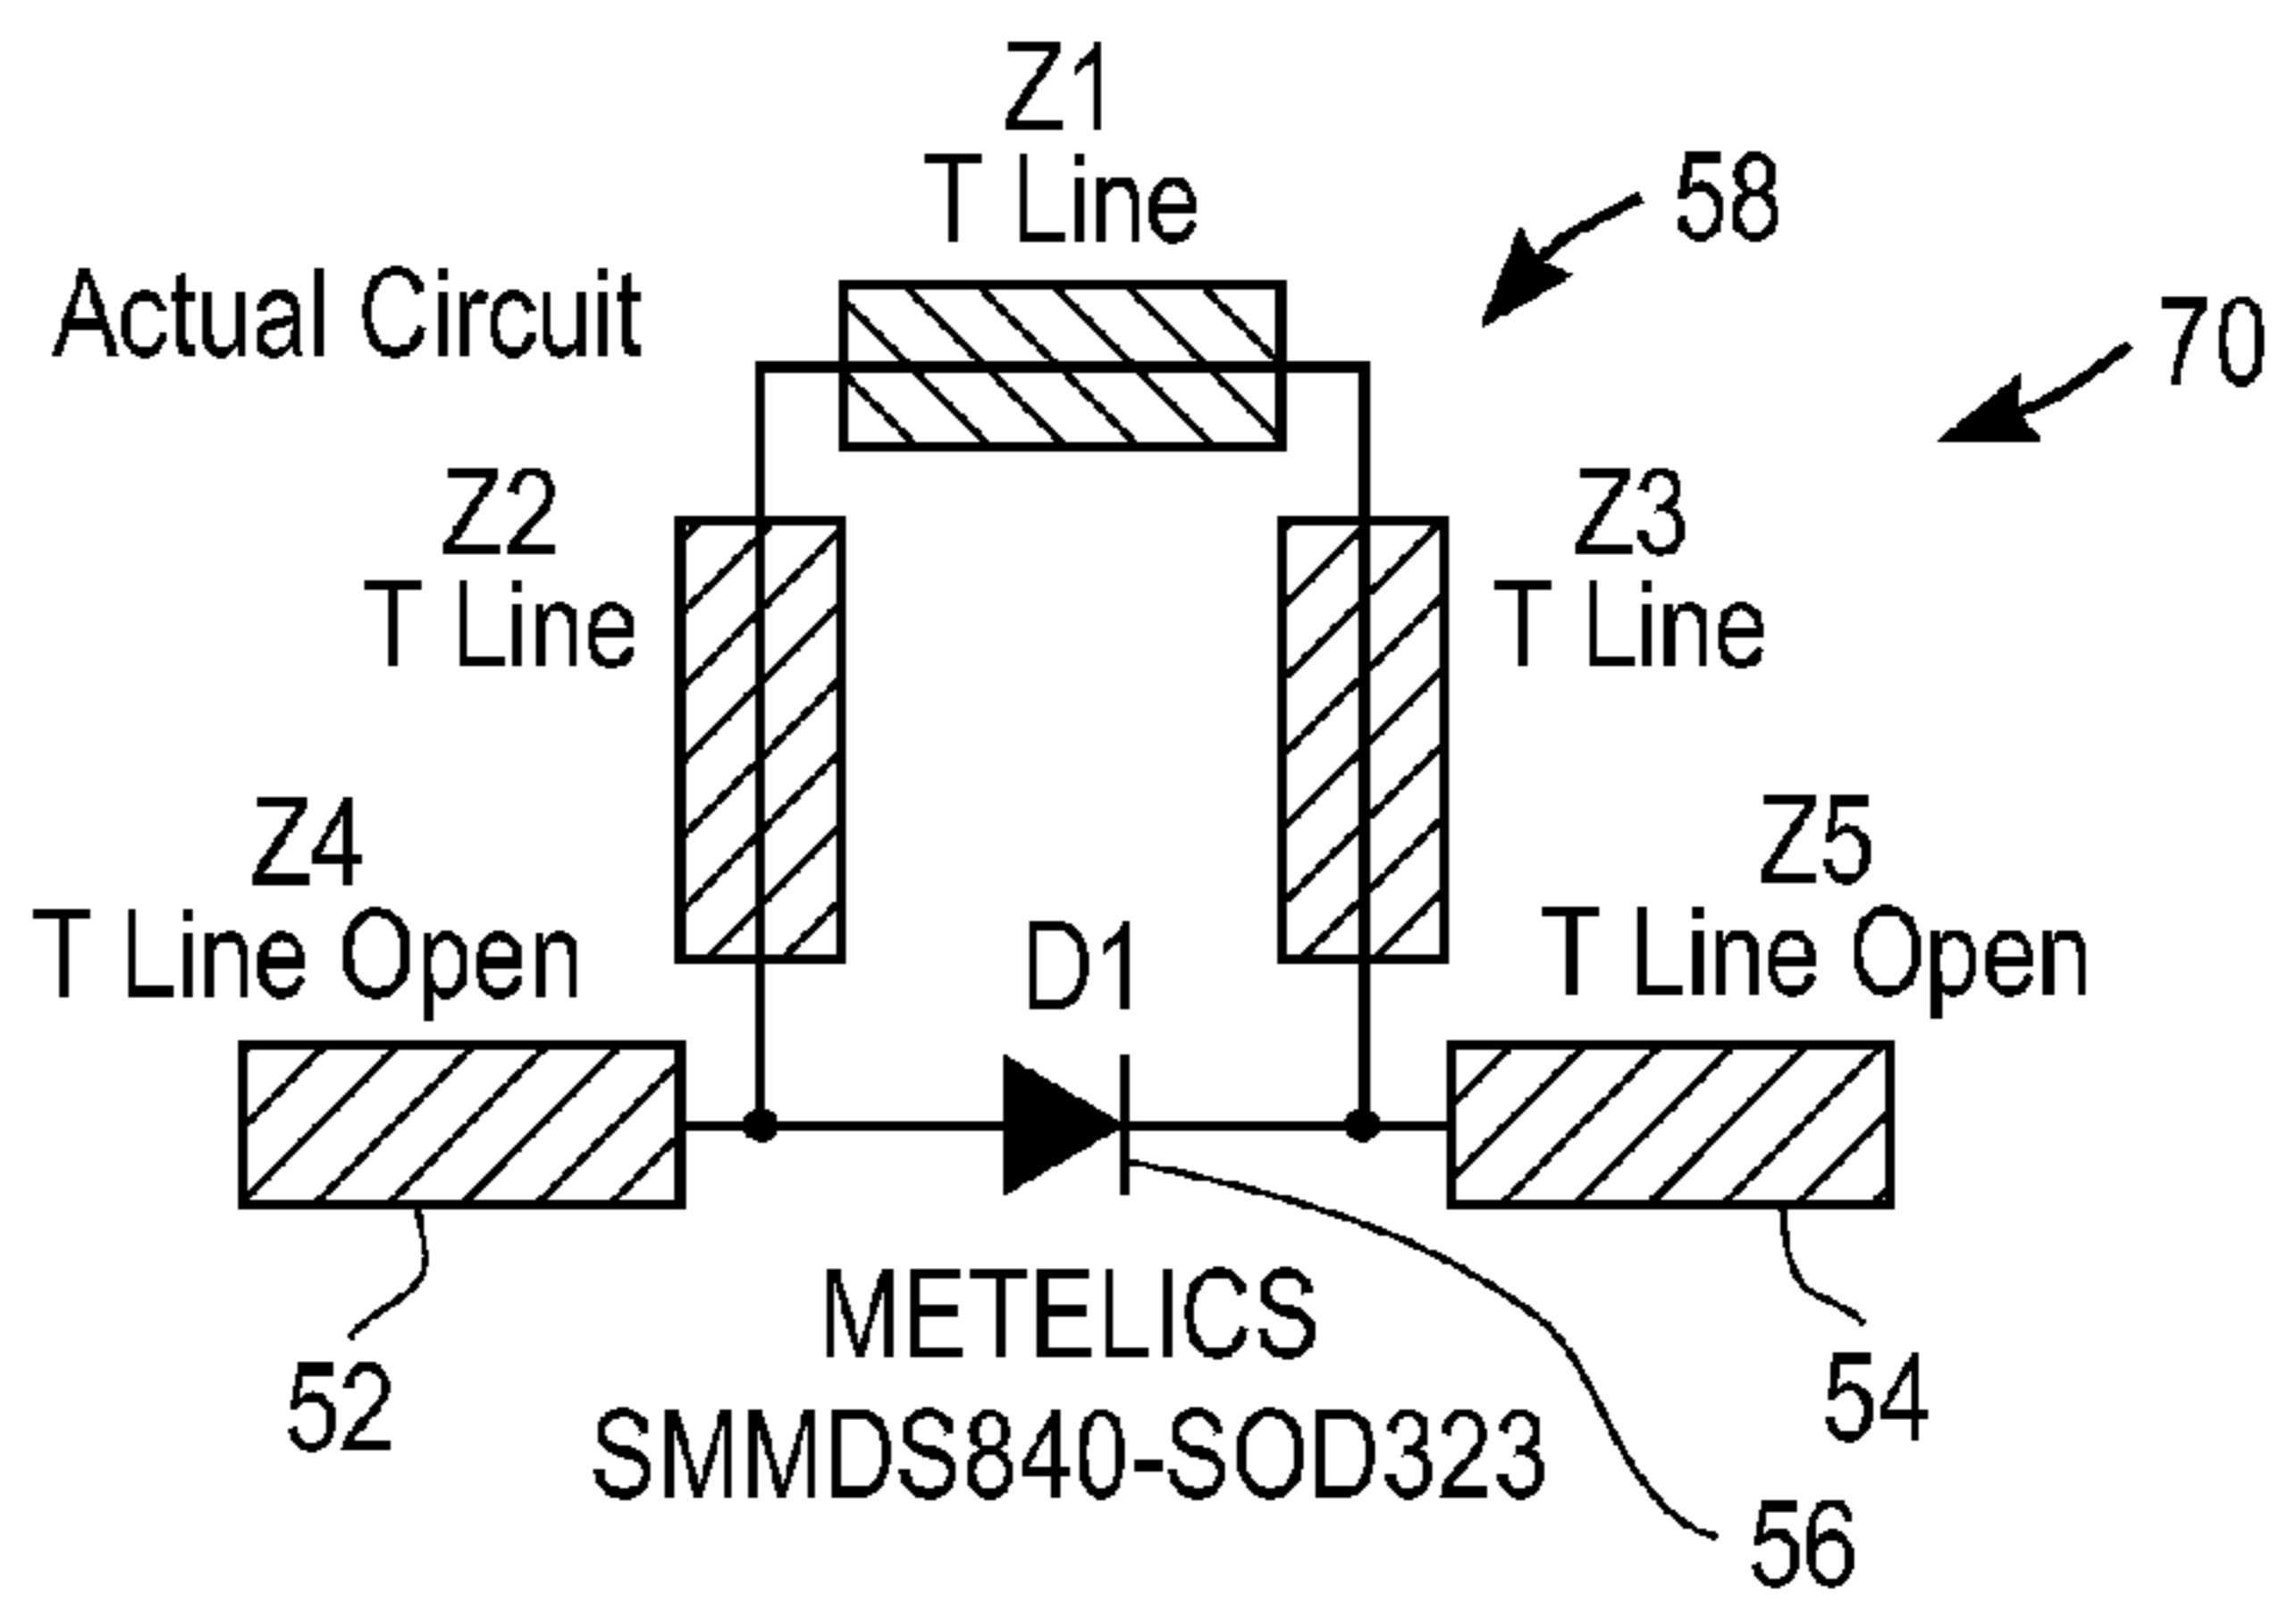 Z1
T Line
58
Actual Circuit
70
Z2
T Line
Z3
T Line
Z4
T Line Open
Z5
T Line Open
D1
METELICS
SMMDS840-SOD323
52
54
56